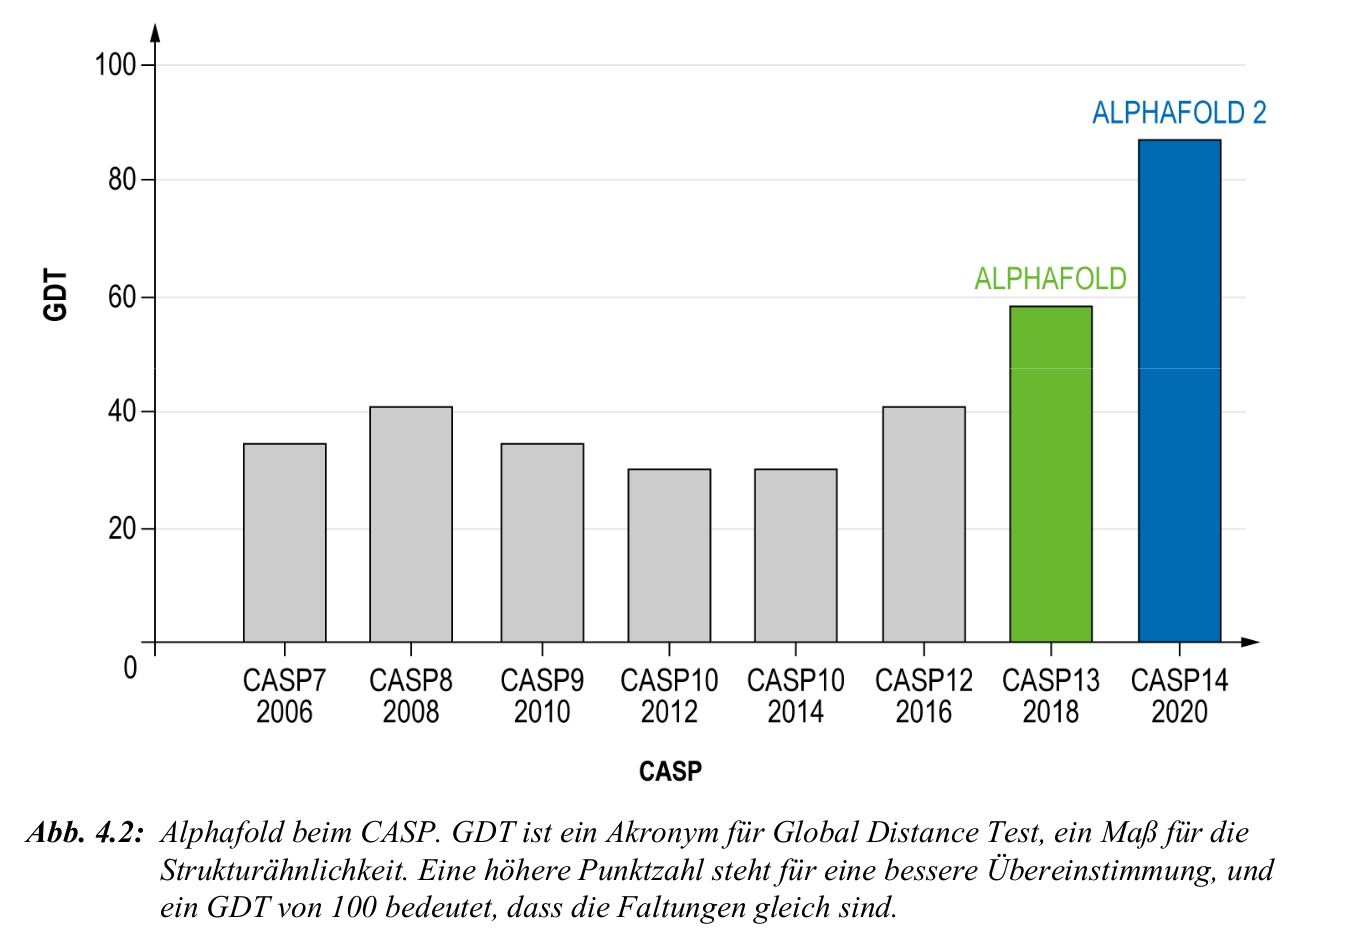 100
ALPHAFOLD 2
80
ALPHAFOLD
60
GDT
40
20
0
CASP7 CASP8 CASP9 CASP10 CASP10 CASP12 CASP13 CASP14
2006 2008 2010 2012 2014 2016 2018 2020
CASP
Abb. 4.2: Alphafold beim CASP. GDT ist ein Akronym für Global Distance Test, ein Maß für die
Strukturähnlichkeit. Eine höhere Punktzahl steht für eine bessere Übereinstimmung, und
ein GDT von 100 bedeutet, dass die Faltungen gleich sind.